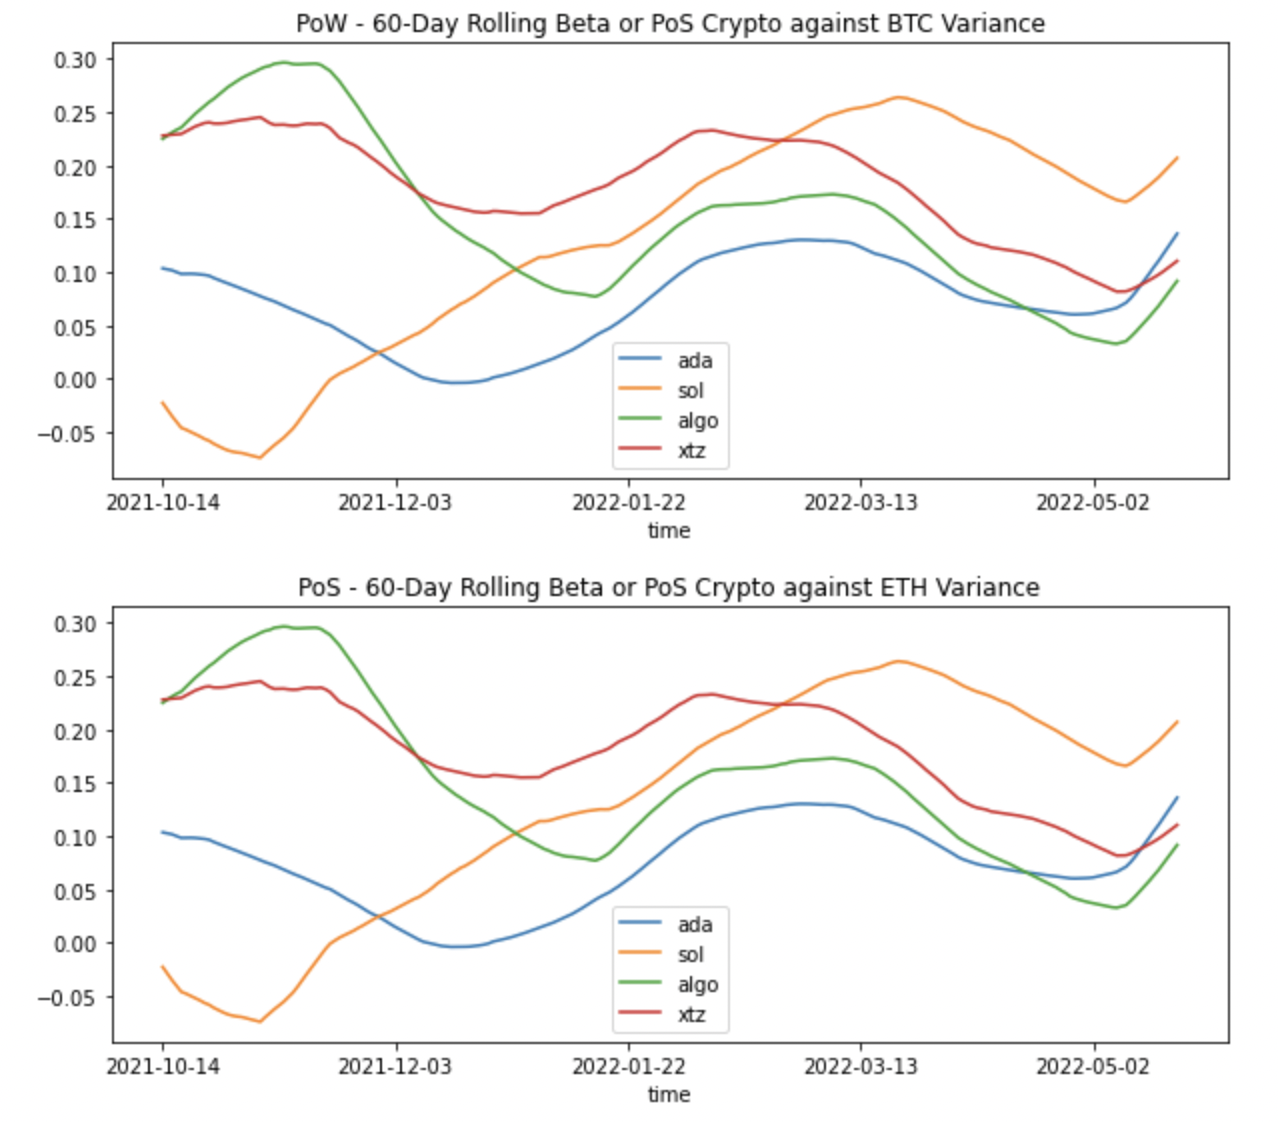 PoW - 60-Day Rolling Beta or PoS Crypto against BTC Variance
0.30
0.25
0.20
0.15
0.10
0.05
0.00
−0.05
ada
sol
algo
xtz
2021-10-14 2021-12-03 2022-01-22 2022-03-13 2022-05-02
time
PoS - 60-Day Rolling Beta or PoS Crypto against ETH Variance
0.30
0.25
0.20
0.15
0.10
0.05
0.00
−0.05
ada
sol
algo
xtz
2021-10-14 2021-12-03 2022-01-22 2022-03-13 2022-05-02
time